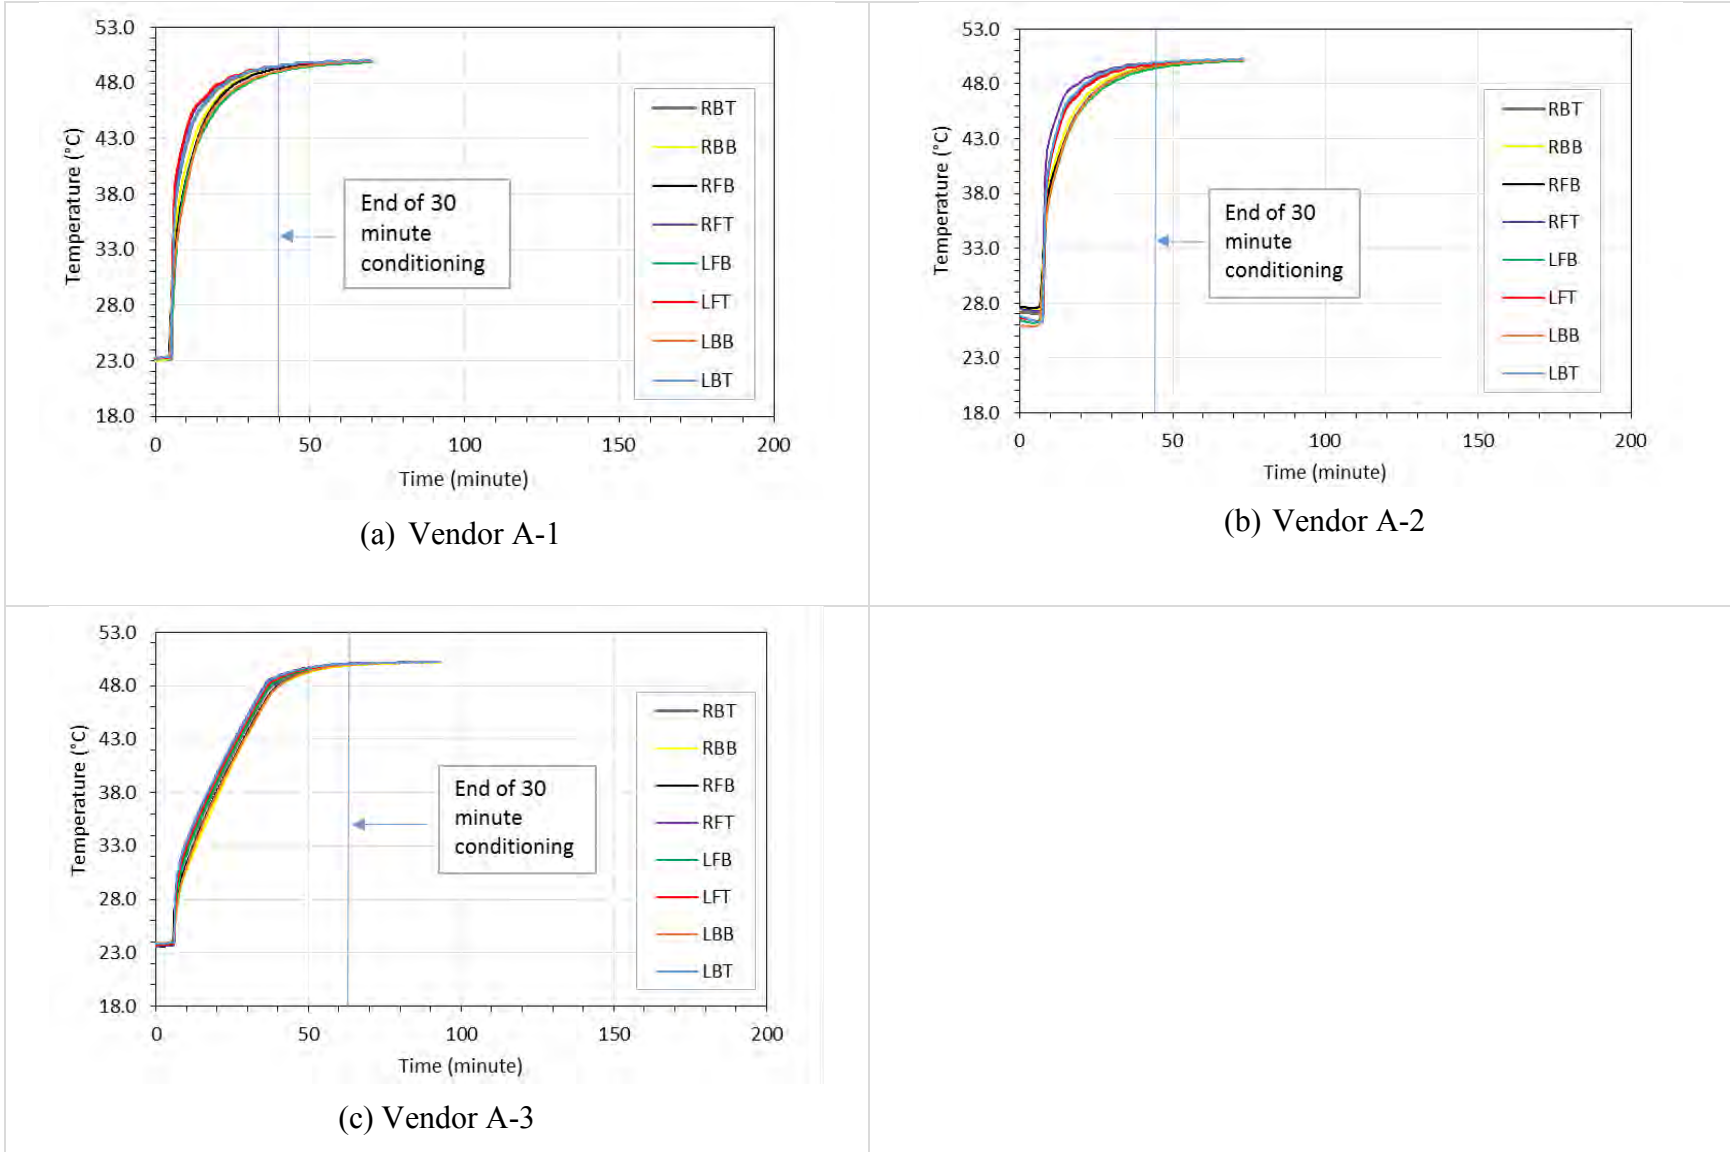 53.0
48.0
43.0
38.0
33.0
28.0
23.0
18.0
Temperature (°C)
0
50
100
150
200
Time (minute)
End of 30
minute
conditioning
RBT
RBB
RFB
RFT
LFB
LFT
LBB
LBT
(a) Vendor A-1
53.0
48.0
43.0
38.0
33.0
28.0
23.0
18.0
Temperature (°C)
0
50
100
150
200
Time (minute)
End of 30
minute
conditioning
RBT
RBB
RFB
RFT
LFB
LFT
LBB
LBT
(b) Vendor A-2
53.0
48.0
43.0
38.0
33.0
28.0
23.0
18.0
Temperature (°C)
0
50
100
150
200
Time (minute)
End of 30
minute
conditioning
RBT
RBB
RFB
RFT
LFB
LFT
LBB
LBT
(c) Vendor A-3